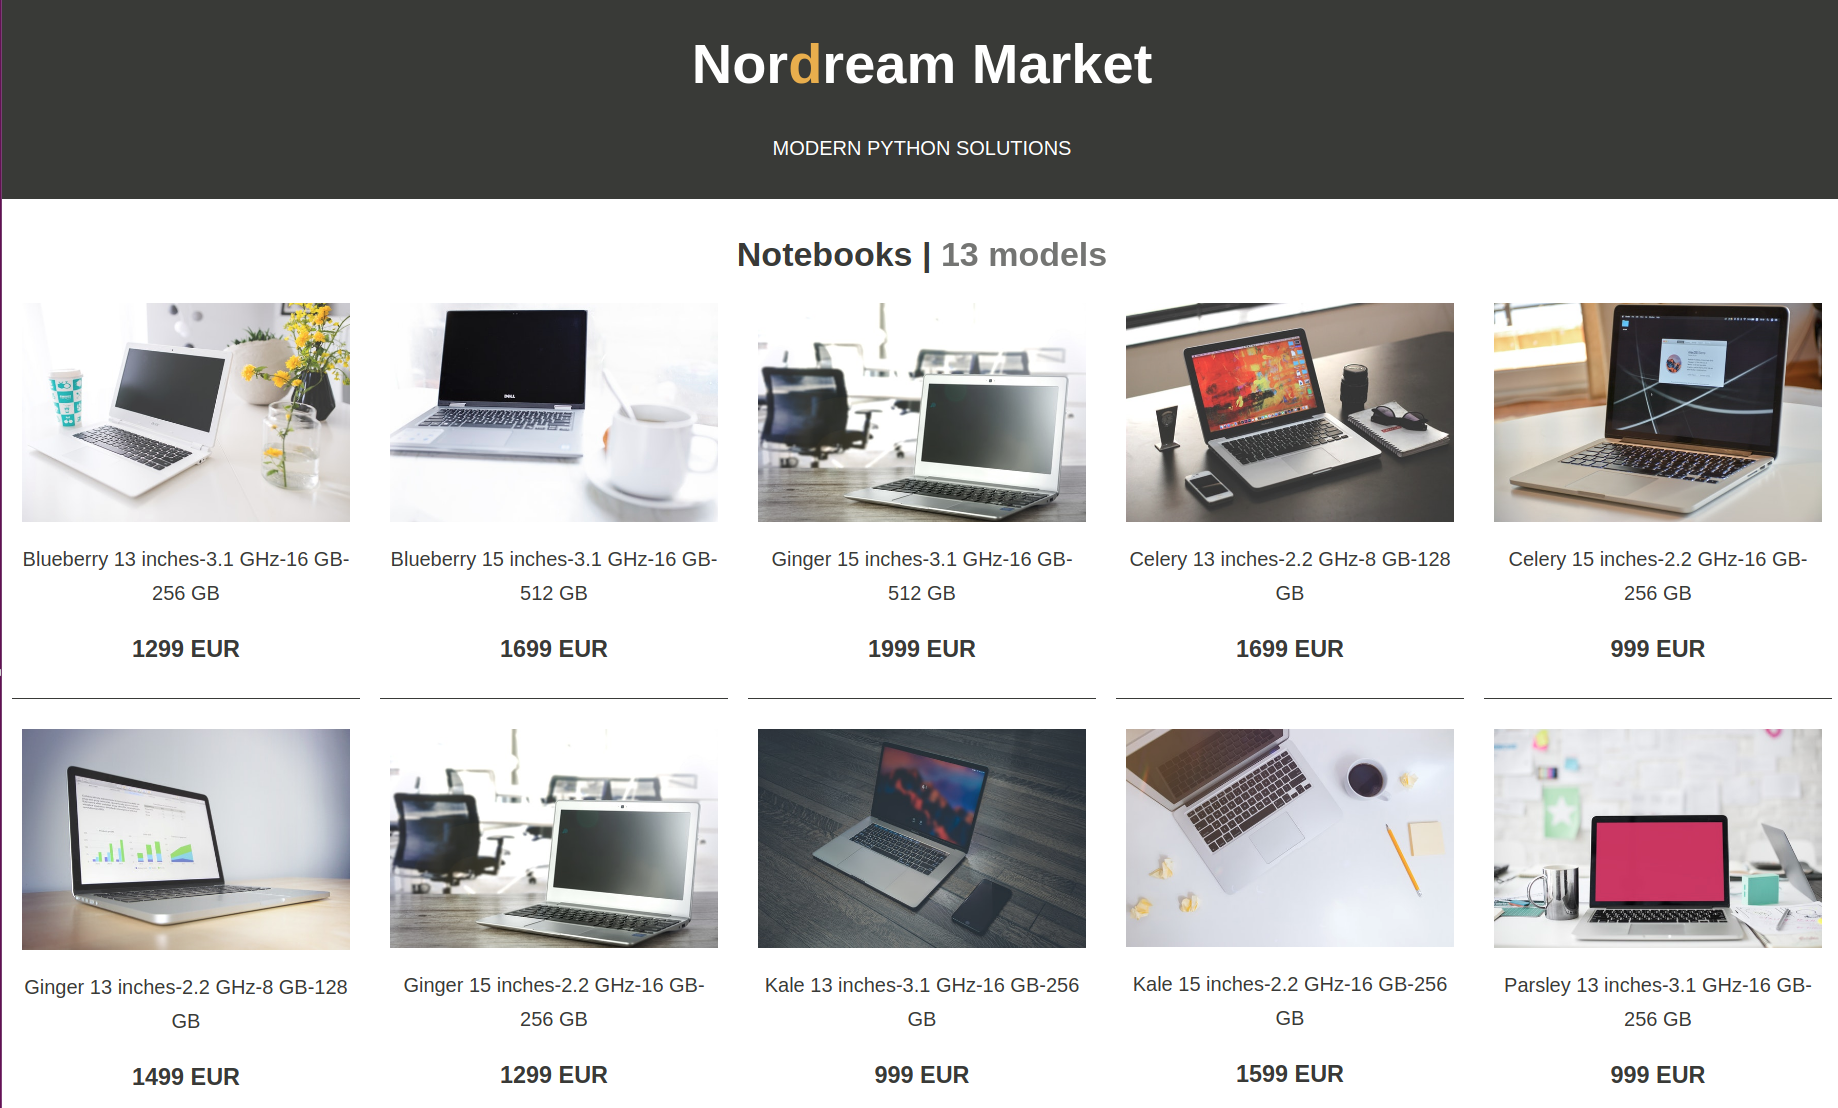 Nordream Market
MODERN PYTHON SOLUTIONS
Notebooks | 13 models
DELL
Blueberry 13 inches-3.1 GHz-16 GB-
256 GB
1299 EUR
Blueberry 15 inches-3.1 GHz-16 GB-
512 GB
1699 EUR
Ginger 15 inches-3.1 GHz-16 GB-
512 GB
1999 EUR
Celery 13 inches-2.2 GHz-8 GB-128
GB
1699 EUR
Celery 15 inches-2.2 GHz-16 GB-
256 GB
999 EUR
Ginger 13 inches-2.2 GHz-8 GB-128
GB
1499 EUR
Ginger 15 inches-2.2 GHz-16 GB-
256 GB
1299 EUR
Kale 13 inches-3.1 GHz-16 GB-256
GB
999 EUR
Kale 15 inches-2.2 GHz-16 GB-256
GB
1599 EUR
Parsley 13 inches-3.1 GHz-16 GB-
256 GB
999 EUR